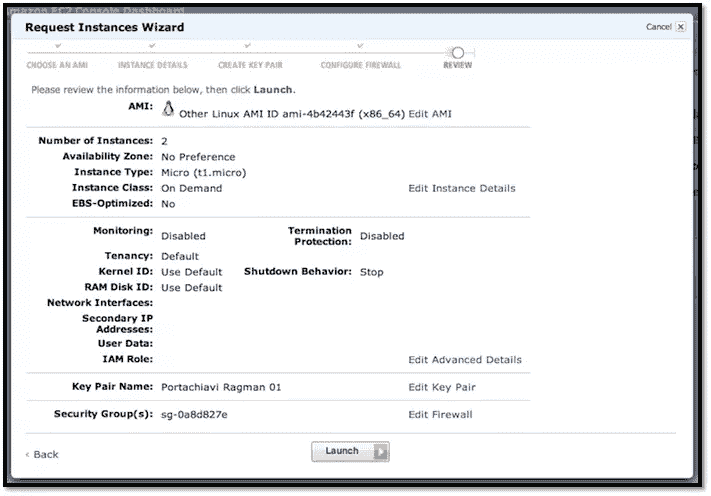 Amazon EC2 Console Dashboard
Request Instances Wizard
Cancel
CHOOSE AN AMI INSTANCE DETAILS CREATE KEY PAIR CONFIGURE FIREWALL REVIEW
Please review the information below, then click Launch.
AMI: Other Linux AMI ID ami-4b42443f (x86_64) Edit AMI
Number of Instances: 2
Availability Zone: No Preference
Instance Type: Micro (t1.micro)
Instance Class: On Demand Edit Instance Details
EBS-Optimized: No
Monitoring: Disabled Termination
Protection: Disabled
Tenancy: Default
Kernel ID: Use Default Shutdown Behavior: Stop
RAM Disk ID: Use Default
Network Interfaces:
Secondary IP
Addresses:
User Data:
IAM Role: Edit Advanced Details
Key Pair Name: Portachiavi Ragman 01 Edit Key Pair
Security Group(s): sg-0a8d827e Edit Firewall
‹ Back Launch